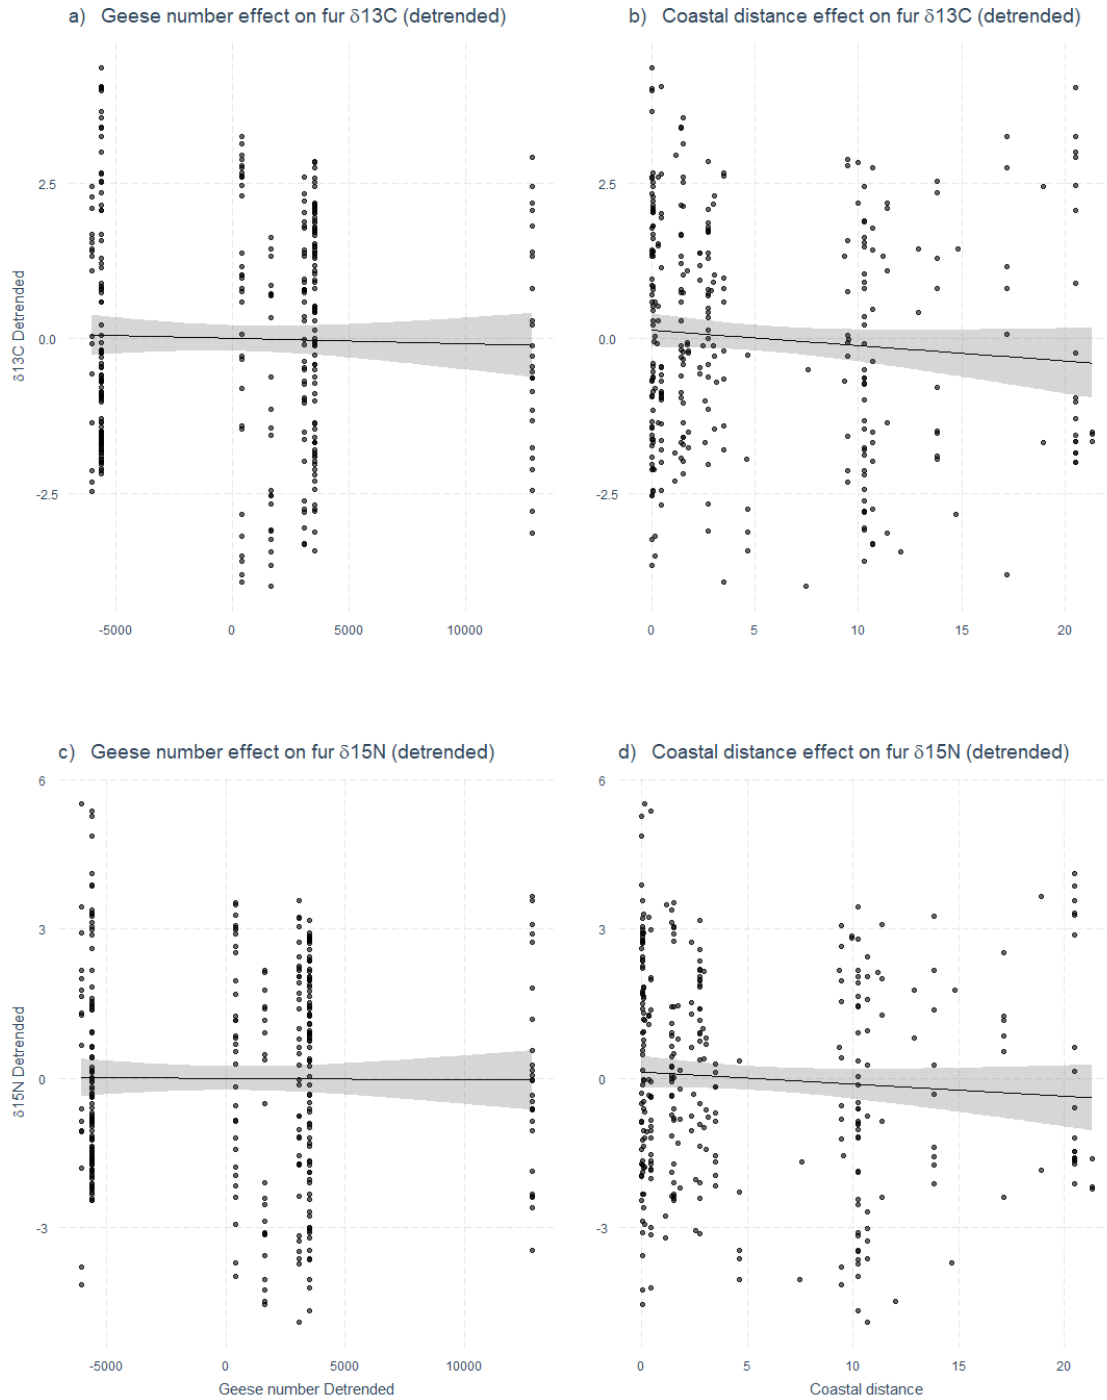 a) Geese number effect on fur δ13C (detrended)
b) Coastal distance effect on fur δ13C (detrended)
2.5
0.0
-2.5
δ13C Detrended
-5000 0 5000 10000
0 5 10 15 20
c) Geese number effect on fur δ15N (detrended)
d) Coastal distance effect on fur δ15N (detrended)
6
3
0
-3
δ15N Detrended
-5000 0 5000 10000
0 5 10 15 20
Geese number Detrended
Coastal distance